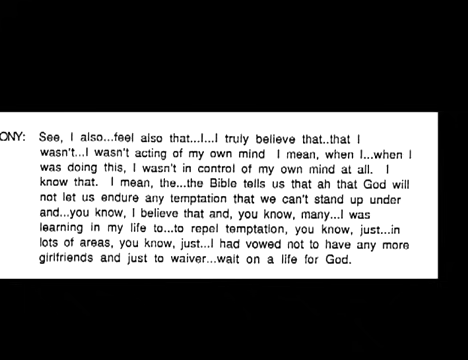 ONY: See, I also...feel also that...I...I truly believe that..that I
wasn't...I wasn't acting of my own mind I mean, when I...when I
was doing this, I wasn't in control of my own mind at all. I
know that. I mean, the...the Bible tells us that ah that God will
not let us endure any temptation that we can't stand up under
and...you know, I believe that and, you know, many...I was
learning in my life to...to repel temptation, you know, just...in
lots of areas, you know, just...I had vowed not to have any more
girlfriends and just to waiver...wait on a life for God.